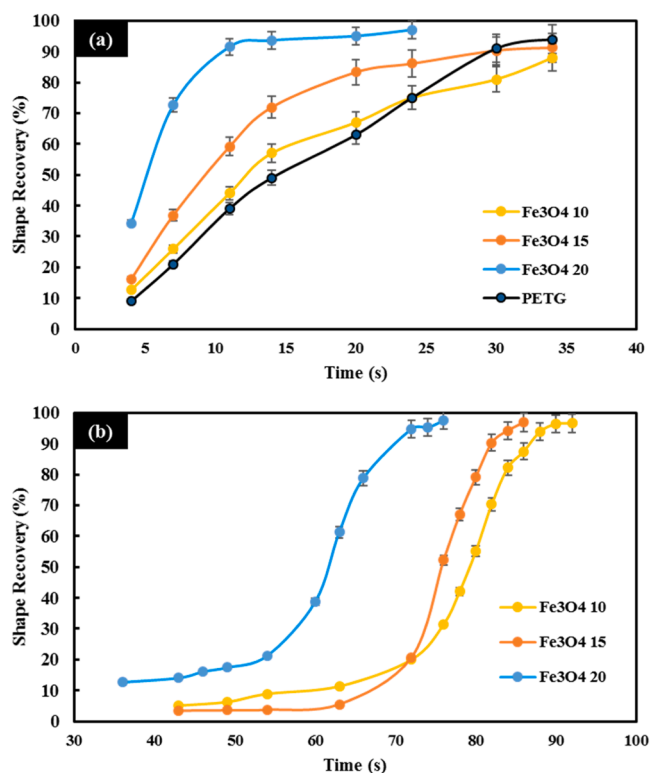 (a)
Shape Recovery (%)
100
90
80
70
60
50
40
30
20
10
0
Fe3O4 10
Fe3O4 15
Fe3O4 20
PETG
0 5 10 15 20 25 30 35 40
Time (s)
(b)
Shape Recovery (%)
100
90
80
70
60
50
40
30
20
10
0
Fe3O4 10
Fe3O4 15
Fe3O4 20
30 40 50 60 70 80 90 100
Time (s)